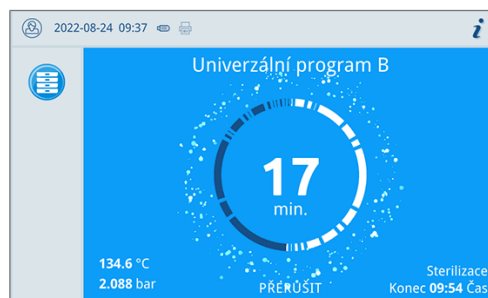 2022-08-24 09:37
i
Univerzální program B
17
min.
134.6 °C
2.088 bar
PŘERUŠIT
Sterilizace
Konec 09:54 Čas